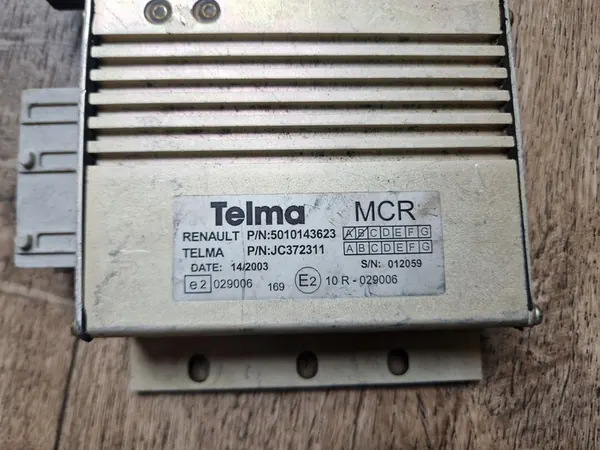 Telma MCR
RENAULT P/N:5010143623 A B C D E F G
TELMA P/N:JC372311 A B C D E F G
DATE: 14/2003 S/N: 012059
e2 029006 169 E2 10 R - 029006